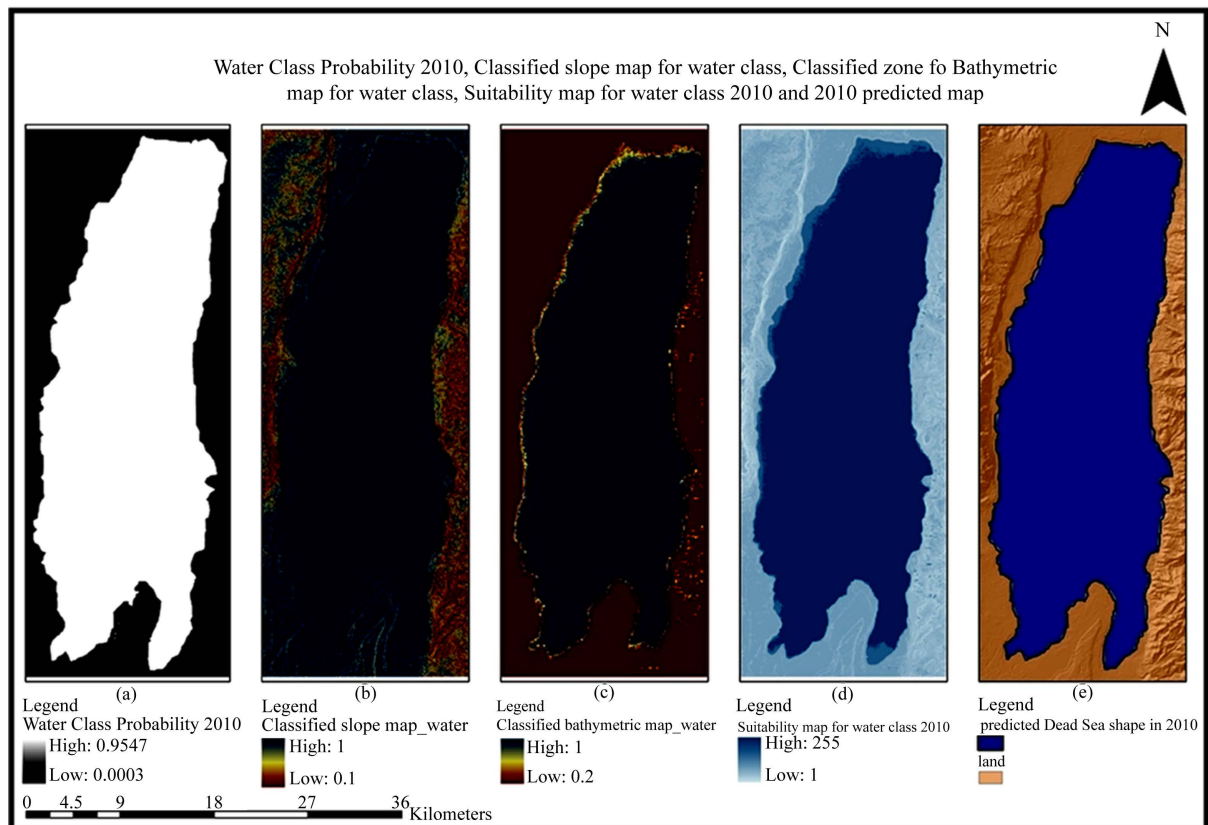 N
Water Class Probability 2010, Classified slope map for water class, Classified zone fo Bathymetric
map for water class, Suitability map for water class 2010 and 2010 predicted map
(a)
Legend
Water Class Probability 2010
High: 0.9547
Low: 0.0003
(b)
Legend
Classified slope map_water
High: 1
Low: 0.1
(c)
Legend
Classified bathymetric map_water
High: 1
Low: 0.2
(d)
Legend
Suitability map for water class 2010
High: 255
Low: 1
(e)
Legend
predicted Dead Sea shape in 2010
land
0 4.5 9 18 27 36
Kilometers